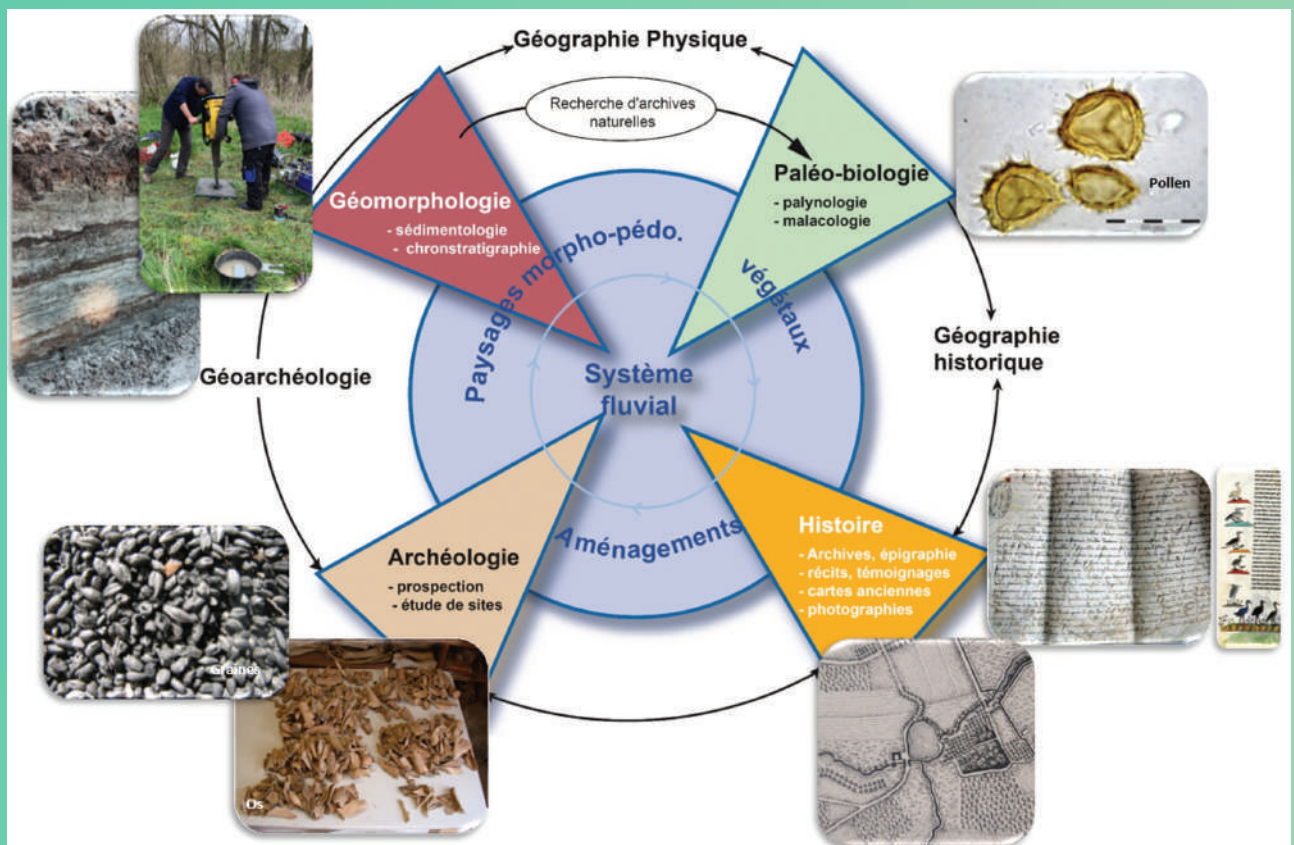 Géographie Physique
Recherche d'archives
naturelles
Géomorphologie
- sédimentologie
- chronstratigraphie
Paléo-biologie
- palynologie
- malacologie
Pollen
Paysages morpho-pédo.
végétaux
Géoarchéologie
Système
fluvial
Géographie
historique
Archéologie
- prospection
- étude de sites
Aménagements
Histoire
- Archives, épigraphie
- récits, témoignages
- cartes anciennes
- photographies
Graines
Os